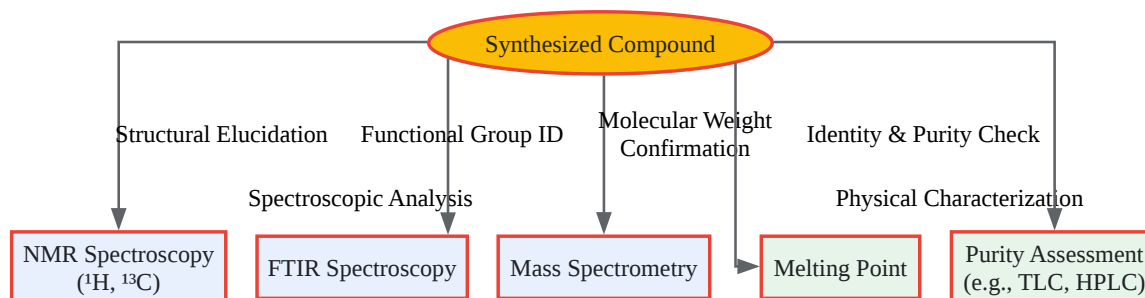 Synthesized Compound
Structural Elucidation
Functional Group ID
Molecular Weight
Confirmation
Identity & Purity Check
Spectroscopic Analysis
Physical Characterization
NMR Spectroscopy
(¹H, ¹³C)
FTIR Spectroscopy
Mass Spectrometry
Melting Point
Purity Assessment
(e.g., TLC, HPLC)